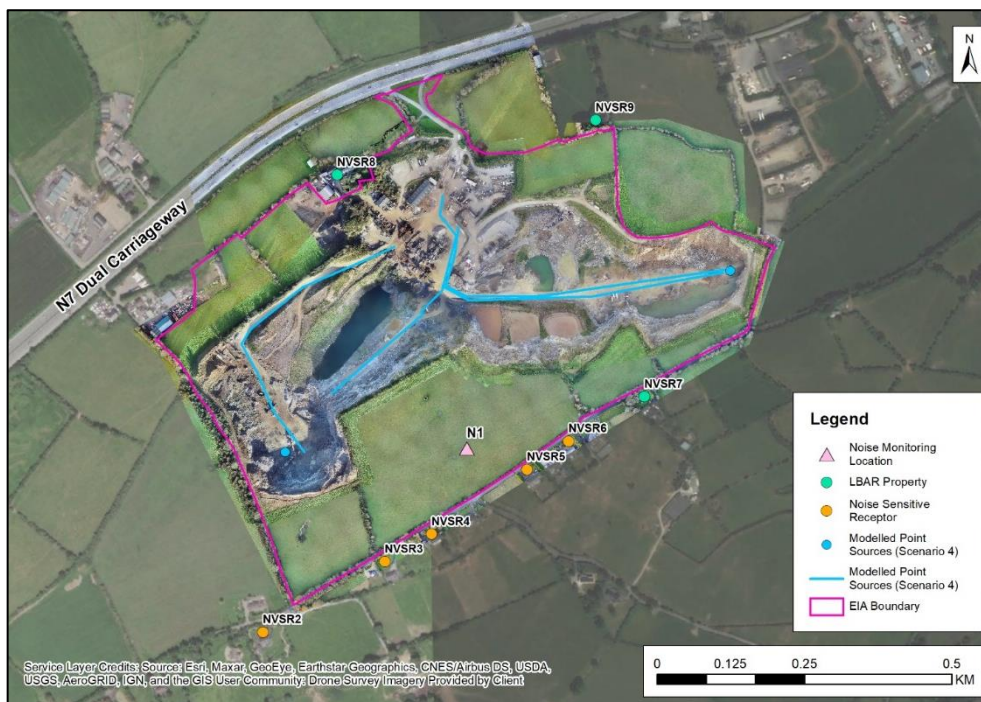 N
NVSR9
NVSR8
N7 Dual Carriageway
NVSR7
NVSR6
N1
NVSR5
NVSR4
NVSR3
NVSR2
Legend
Noise Monitoring
Location
LBAR Property
Noise Sensitive
Receptor
Modelled Point
Sources (Scenario 4)
Modelled Point
Sources (Scenario 4)
EIA Boundary
Service Layer Credits: Source: Esri, Maxar, GeoEye, Earthstar Geographics, CNES/Airbus DS, USDA,
USGS, AeroGRID, IGN, and the GIS User Community: Drone Survey Imagery Provided by Client
0 0.125 0.25 0.5
KM